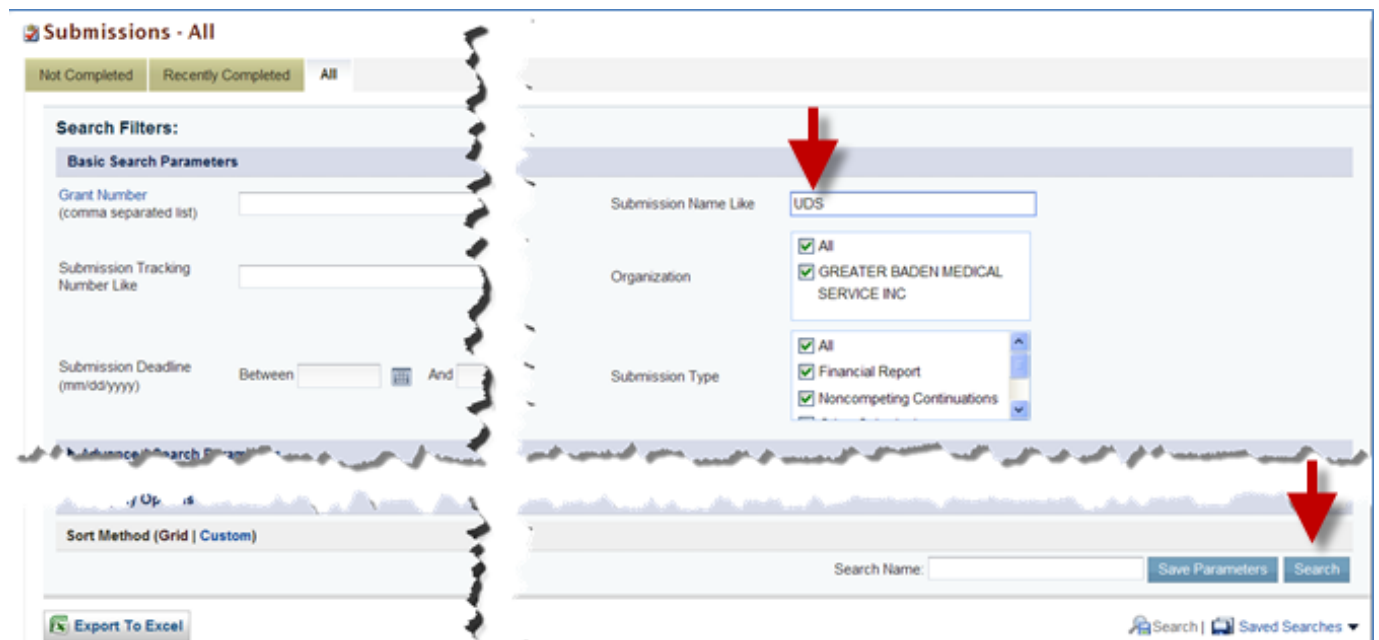 Submissions - All
Not Completed Recently Completed All
Search Filters:
Basic Search Parameters
Grant Number
(comma separated list)
Submission Name Like UDS
Submission Tracking
Number Like
Organization
All
GREATER BADEN MEDICAL
SERVICE INC
Submission Deadline
(mm/dd/yyyy)
Between And
Submission Type
All
Financial Report
Noncompeting Continuations
Advanced Search
Sort Method (Grid | Custom)
Search Name: Save Parameters Search
Export To Excel Search | Saved Searches